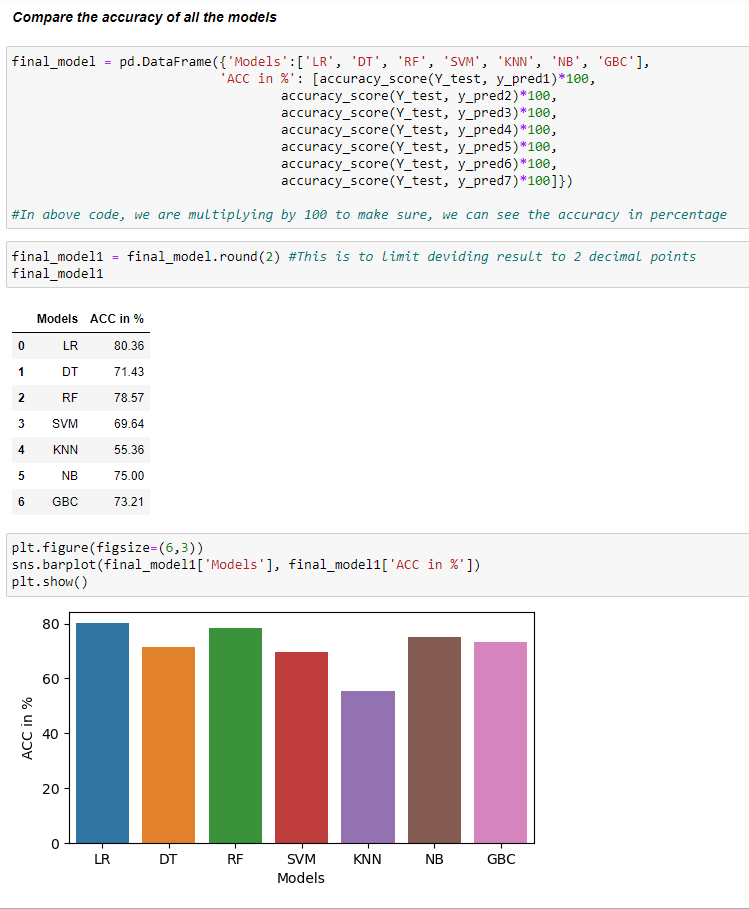 Compare the accuracy of all the models
final_model = pd.DataFrame({'Models':['LR', 'DT', 'RF', 'SVM', 'KNN', 'NB', 'GBC'],
'ACC in %': [accuracy_score(Y_test, y_pred1)*100,
accuracy_score(Y_test, y_pred2)*100,
accuracy_score(Y_test, y_pred3)*100,
accuracy_score(Y_test, y_pred4)*100,
accuracy_score(Y_test, y_pred5)*100,
accuracy_score(Y_test, y_pred6)*100,
accuracy_score(Y_test, y_pred7)*100]})
#In above code, we are multiplying by 100 to make sure, we can see the accuracy in percentage
final_model1 = final_model.round(2) #This is to limit deviding result to 2 decimal points
final_model1
Models ACC in %
0 LR 80.36
1 DT 71.43
2 RF 78.57
3 SVM 69.64
4 KNN 55.36
5 NB 75.00
6 GBC 73.21
plt.figure(figsize=(6,3))
sns.barplot(final_model1['Models'], final_model1['ACC in %'])
plt.show()
80
60
40
20
0
ACC in %
LR DT RF SVM KNN NB GBC
Models